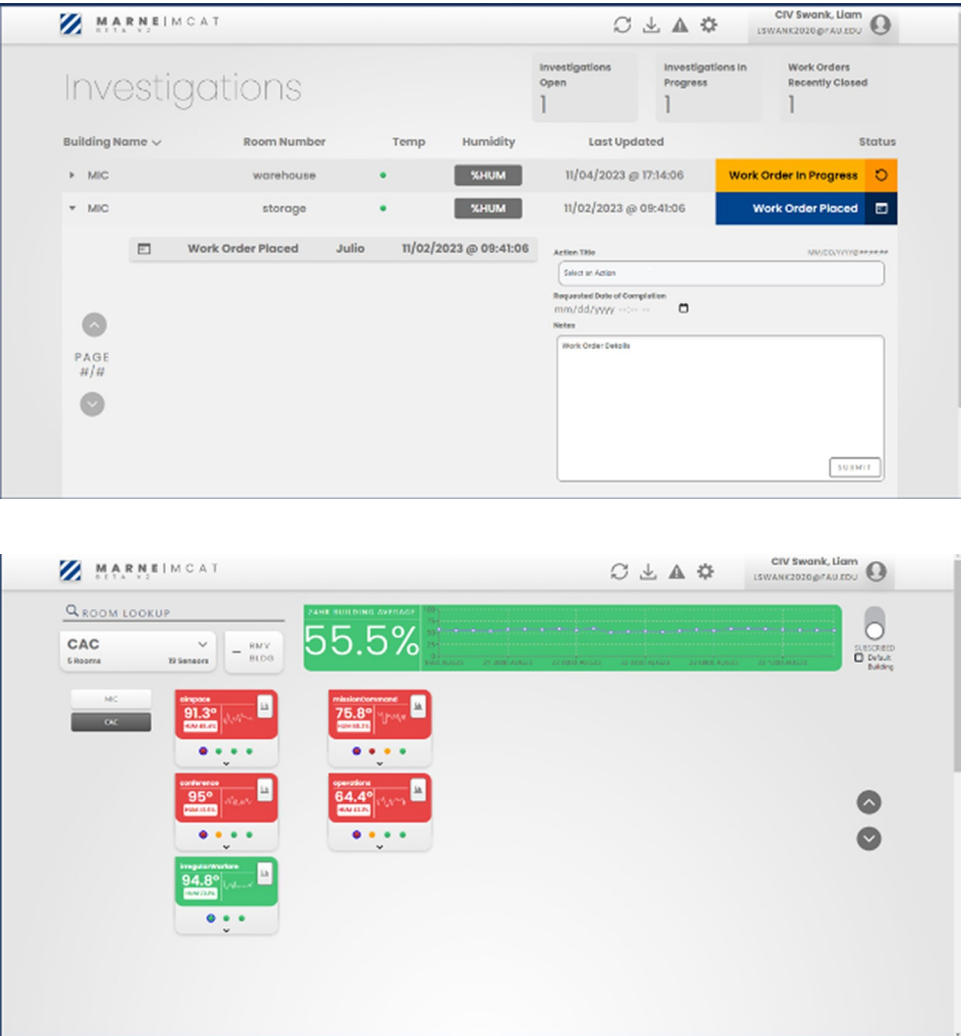 MARNE|MCAT
BETA V2
CIV Swank, Liam
LSWANK2020@FAU.EDU
Investigations
Investigations Open
1
Investigations In Progress
1
Work Orders Recently Closed
1
Building Name Room Number Temp Humidity Last Updated Status
MIC warehouse %HUM 11/04/2023 @ 17:14:06 Work Order In Progress
MIC storage %HUM 11/02/2023 @ 09:41:06 Work Order Placed
Work Order Placed Julio 11/02/2023 @ 09:41:06
Action Title
Select an Action
Requested Date of Completion
mm/dd/yyyy --:-- --
Notes
Work Order Details
PAGE
#/#
SUBMIT
MARNE|MCAT
BETA V2
CIV Swank, Liam
LSWANK2020@FAU.EDU
ROOM LOOKUP
CAC
5 Rooms 19 Sensors
RMV
BLDG
24HR BUILDING AVERAGE
55.5%
SUBSCRIBED
Default
Building
MIC
CAC
91.3°
missionCommand
75.8°
conference
95°
operations
64.4°
irregularWarfare
94.8°